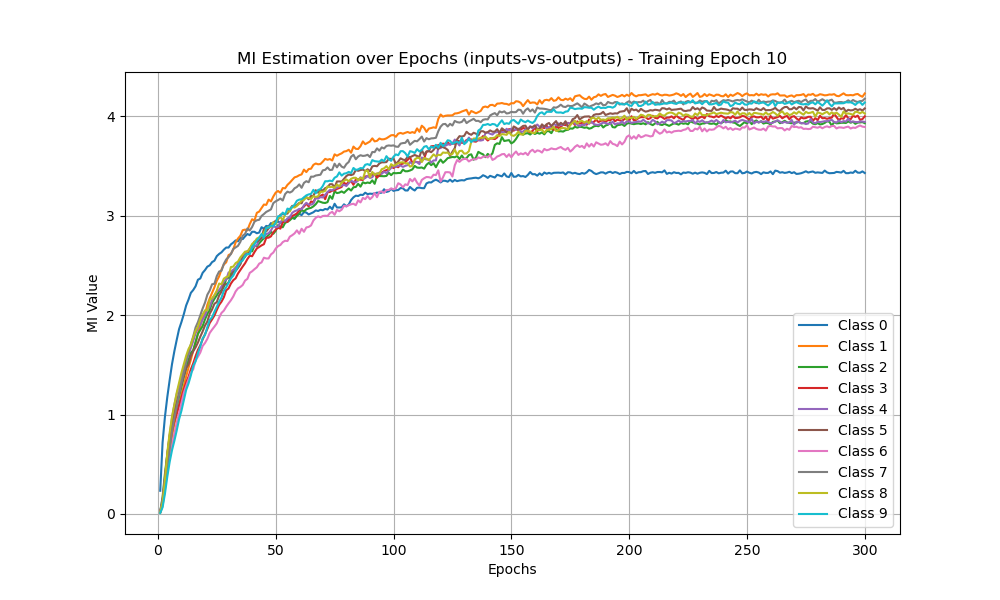 MI Estimation over Epochs (inputs-vs-outputs) - Training Epoch 10
MI Value
4
3
2
1
0
0 50 100 150 200 250 300
Epochs
Class 0
Class 1
Class 2
Class 3
Class 4
Class 5
Class 6
Class 7
Class 8
Class 9